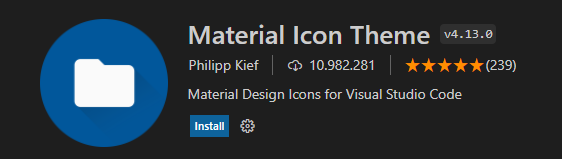 Material Icon Theme v4.13.0
Philipp Kief 10.982.281 (239)
Material Design Icons for Visual Studio Code
Install